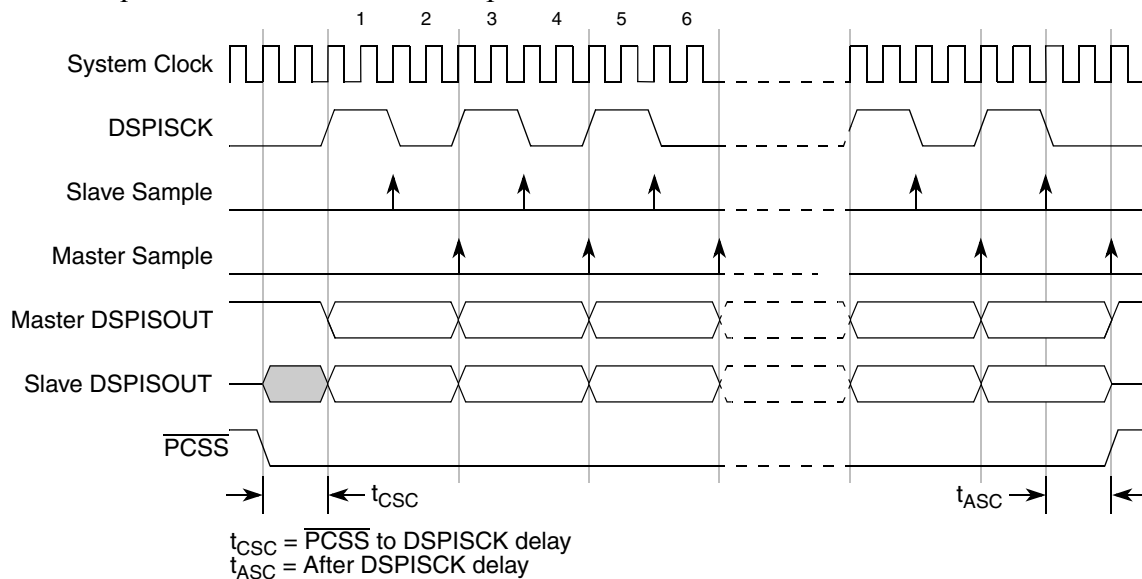 1 2 3 4 5 6
System Clock
DSPISCK
Slave Sample
Master Sample
Master DSPISOUT
Slave DSPISOUT
PCSS
tCSC tASC
tCSC = PCSS to DSPISCK delay
tASC = After DSPISCK delay